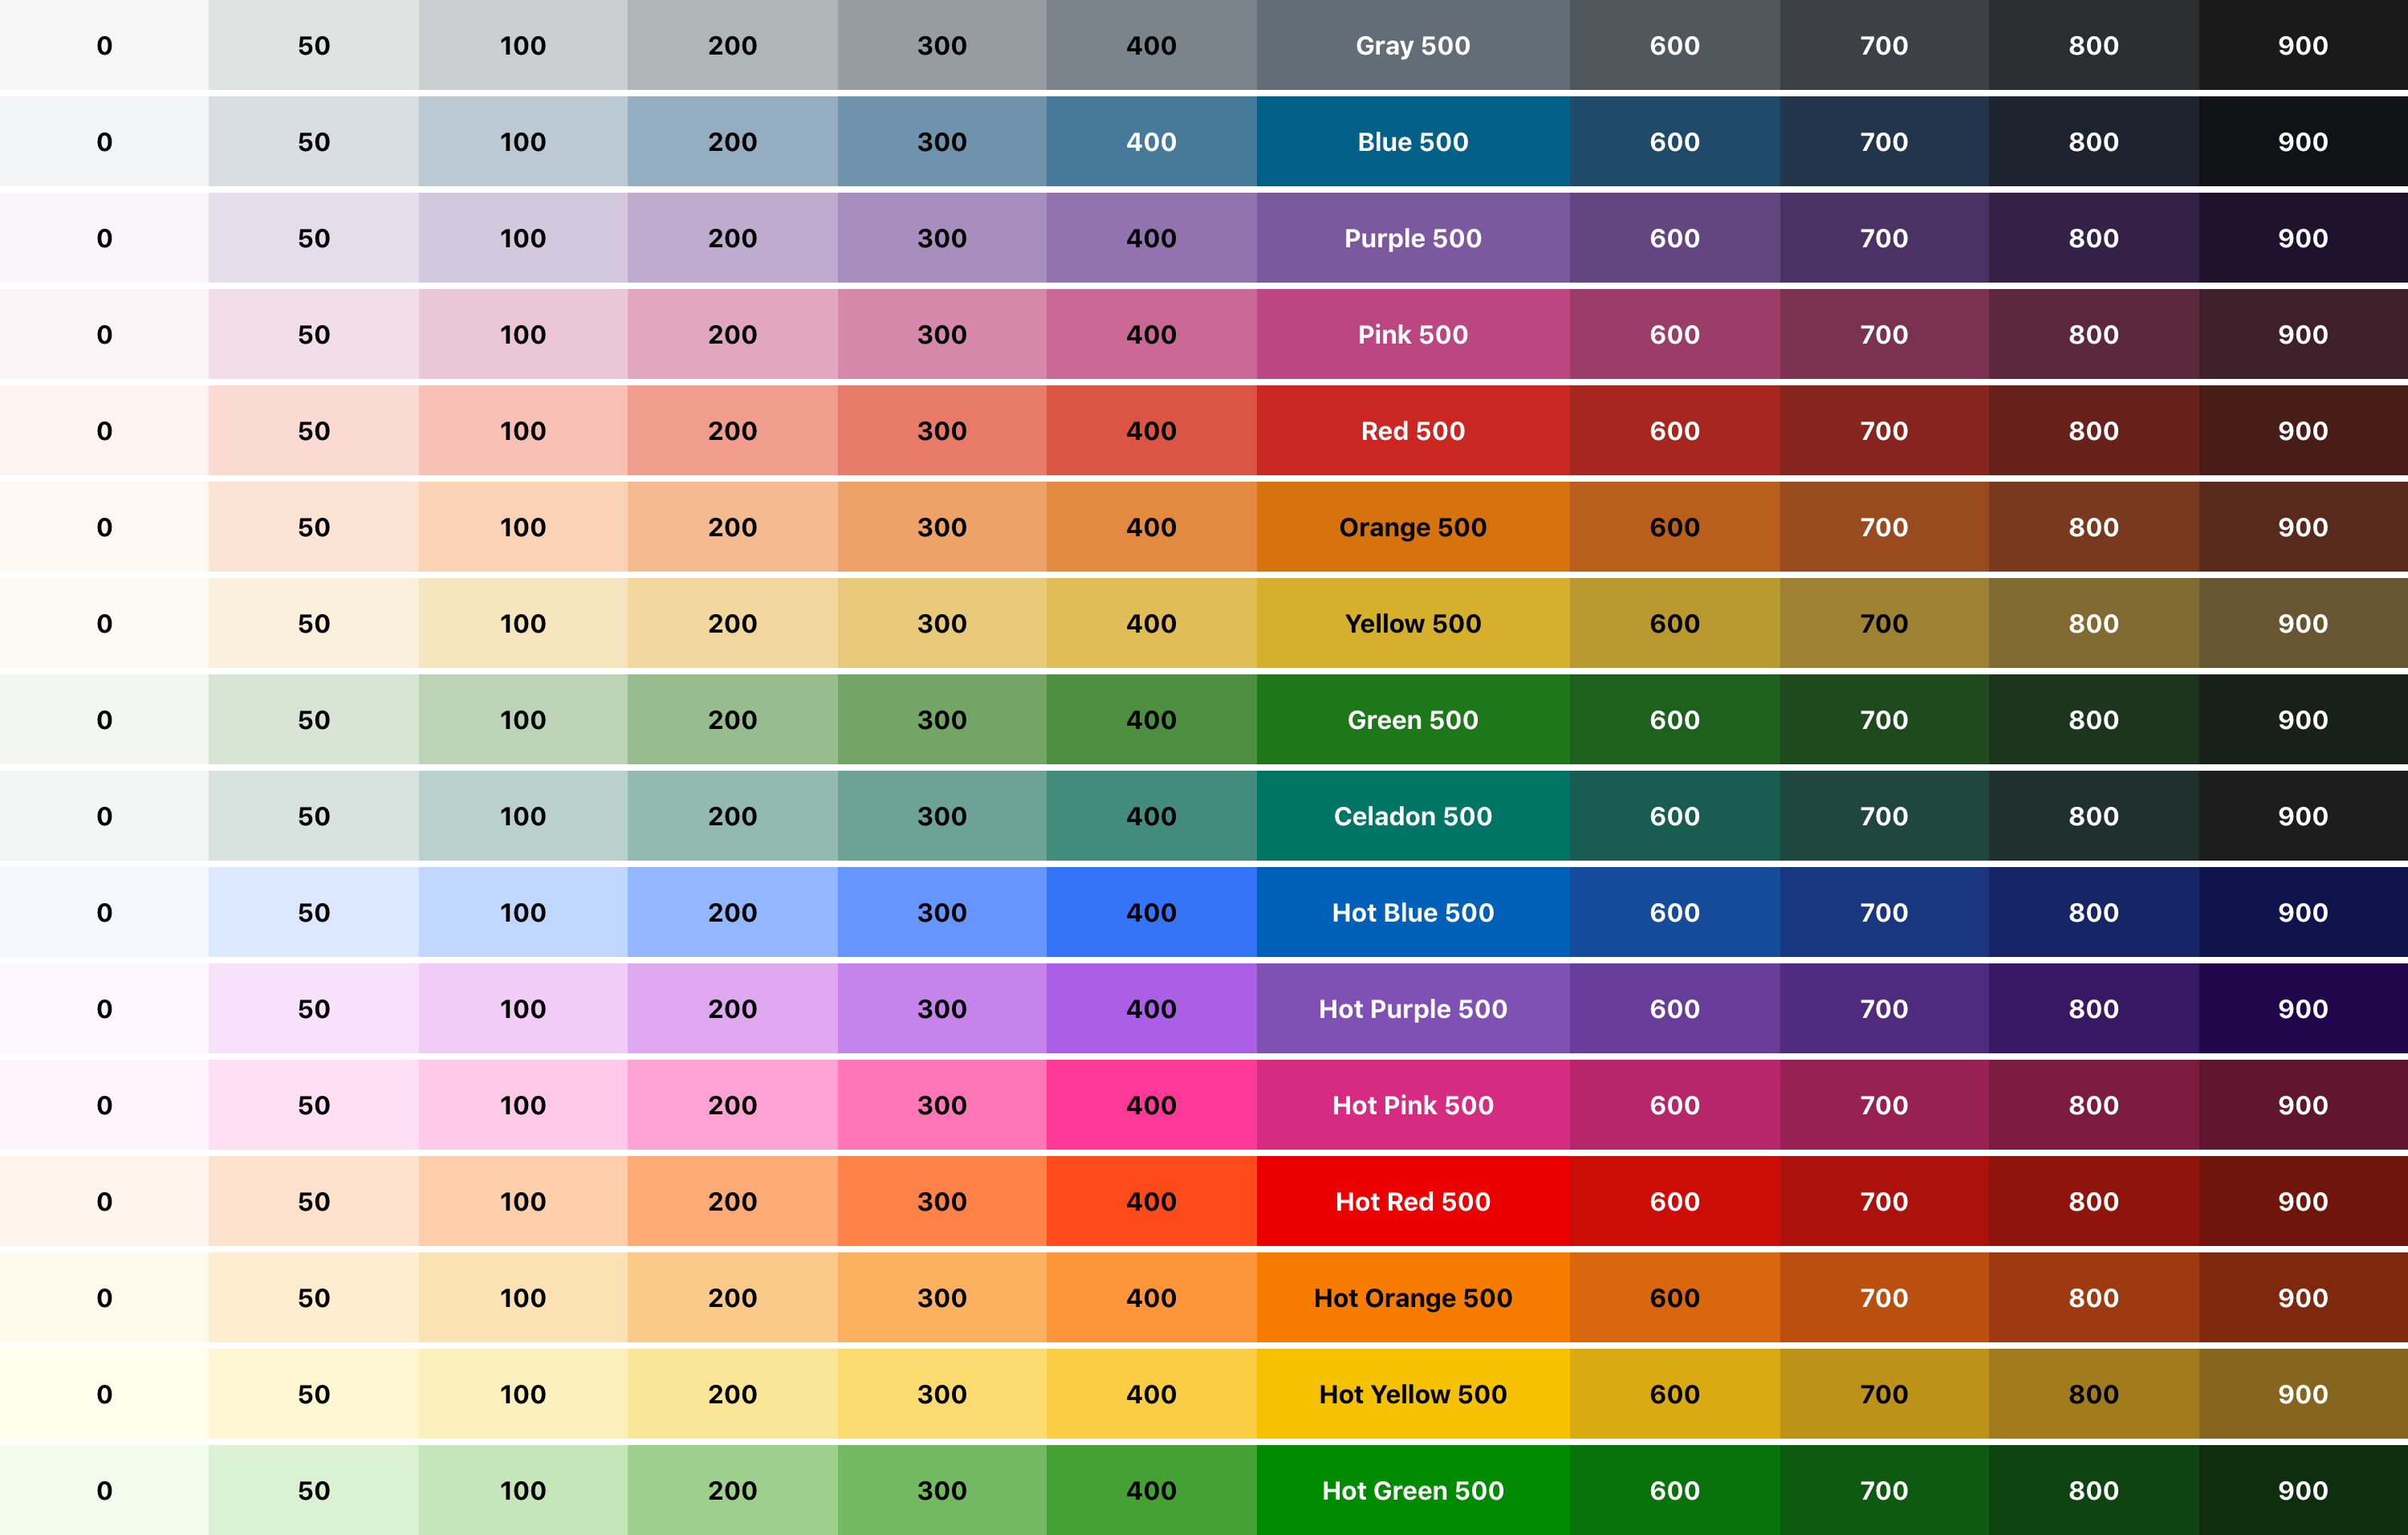 0 50 100 200 300 400 Gray 500 600 700 800 900
0 50 100 200 300 400 Blue 500 600 700 800 900
0 50 100 200 300 400 Purple 500 600 700 800 900
0 50 100 200 300 400 Pink 500 600 700 800 900
0 50 100 200 300 400 Red 500 600 700 800 900
0 50 100 200 300 400 Orange 500 600 700 800 900
0 50 100 200 300 400 Yellow 500 600 700 800 900
0 50 100 200 300 400 Green 500 600 700 800 900
0 50 100 200 300 400 Celadon 500 600 700 800 900
0 50 100 200 300 400 Hot Blue 500 600 700 800 900
0 50 100 200 300 400 Hot Purple 500 600 700 800 900
0 50 100 200 300 400 Hot Pink 500 600 700 800 900
0 50 100 200 300 400 Hot Red 500 600 700 800 900
0 50 100 200 300 400 Hot Orange 500 600 700 800 900
0 50 100 200 300 400 Hot Yellow 500 600 700 800 900
0 50 100 200 300 400 Hot Green 500 600 700 800 900